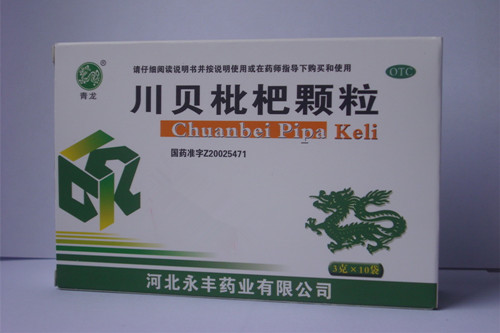 请仔细阅读说明书并按说明使用或在药师指导下购买和使用
OTC
®
青龙
川贝枇杷颗粒
Chuanbei Pipa Keli
国药准字Z20025471
3克×10袋
河北永丰药业有限公司